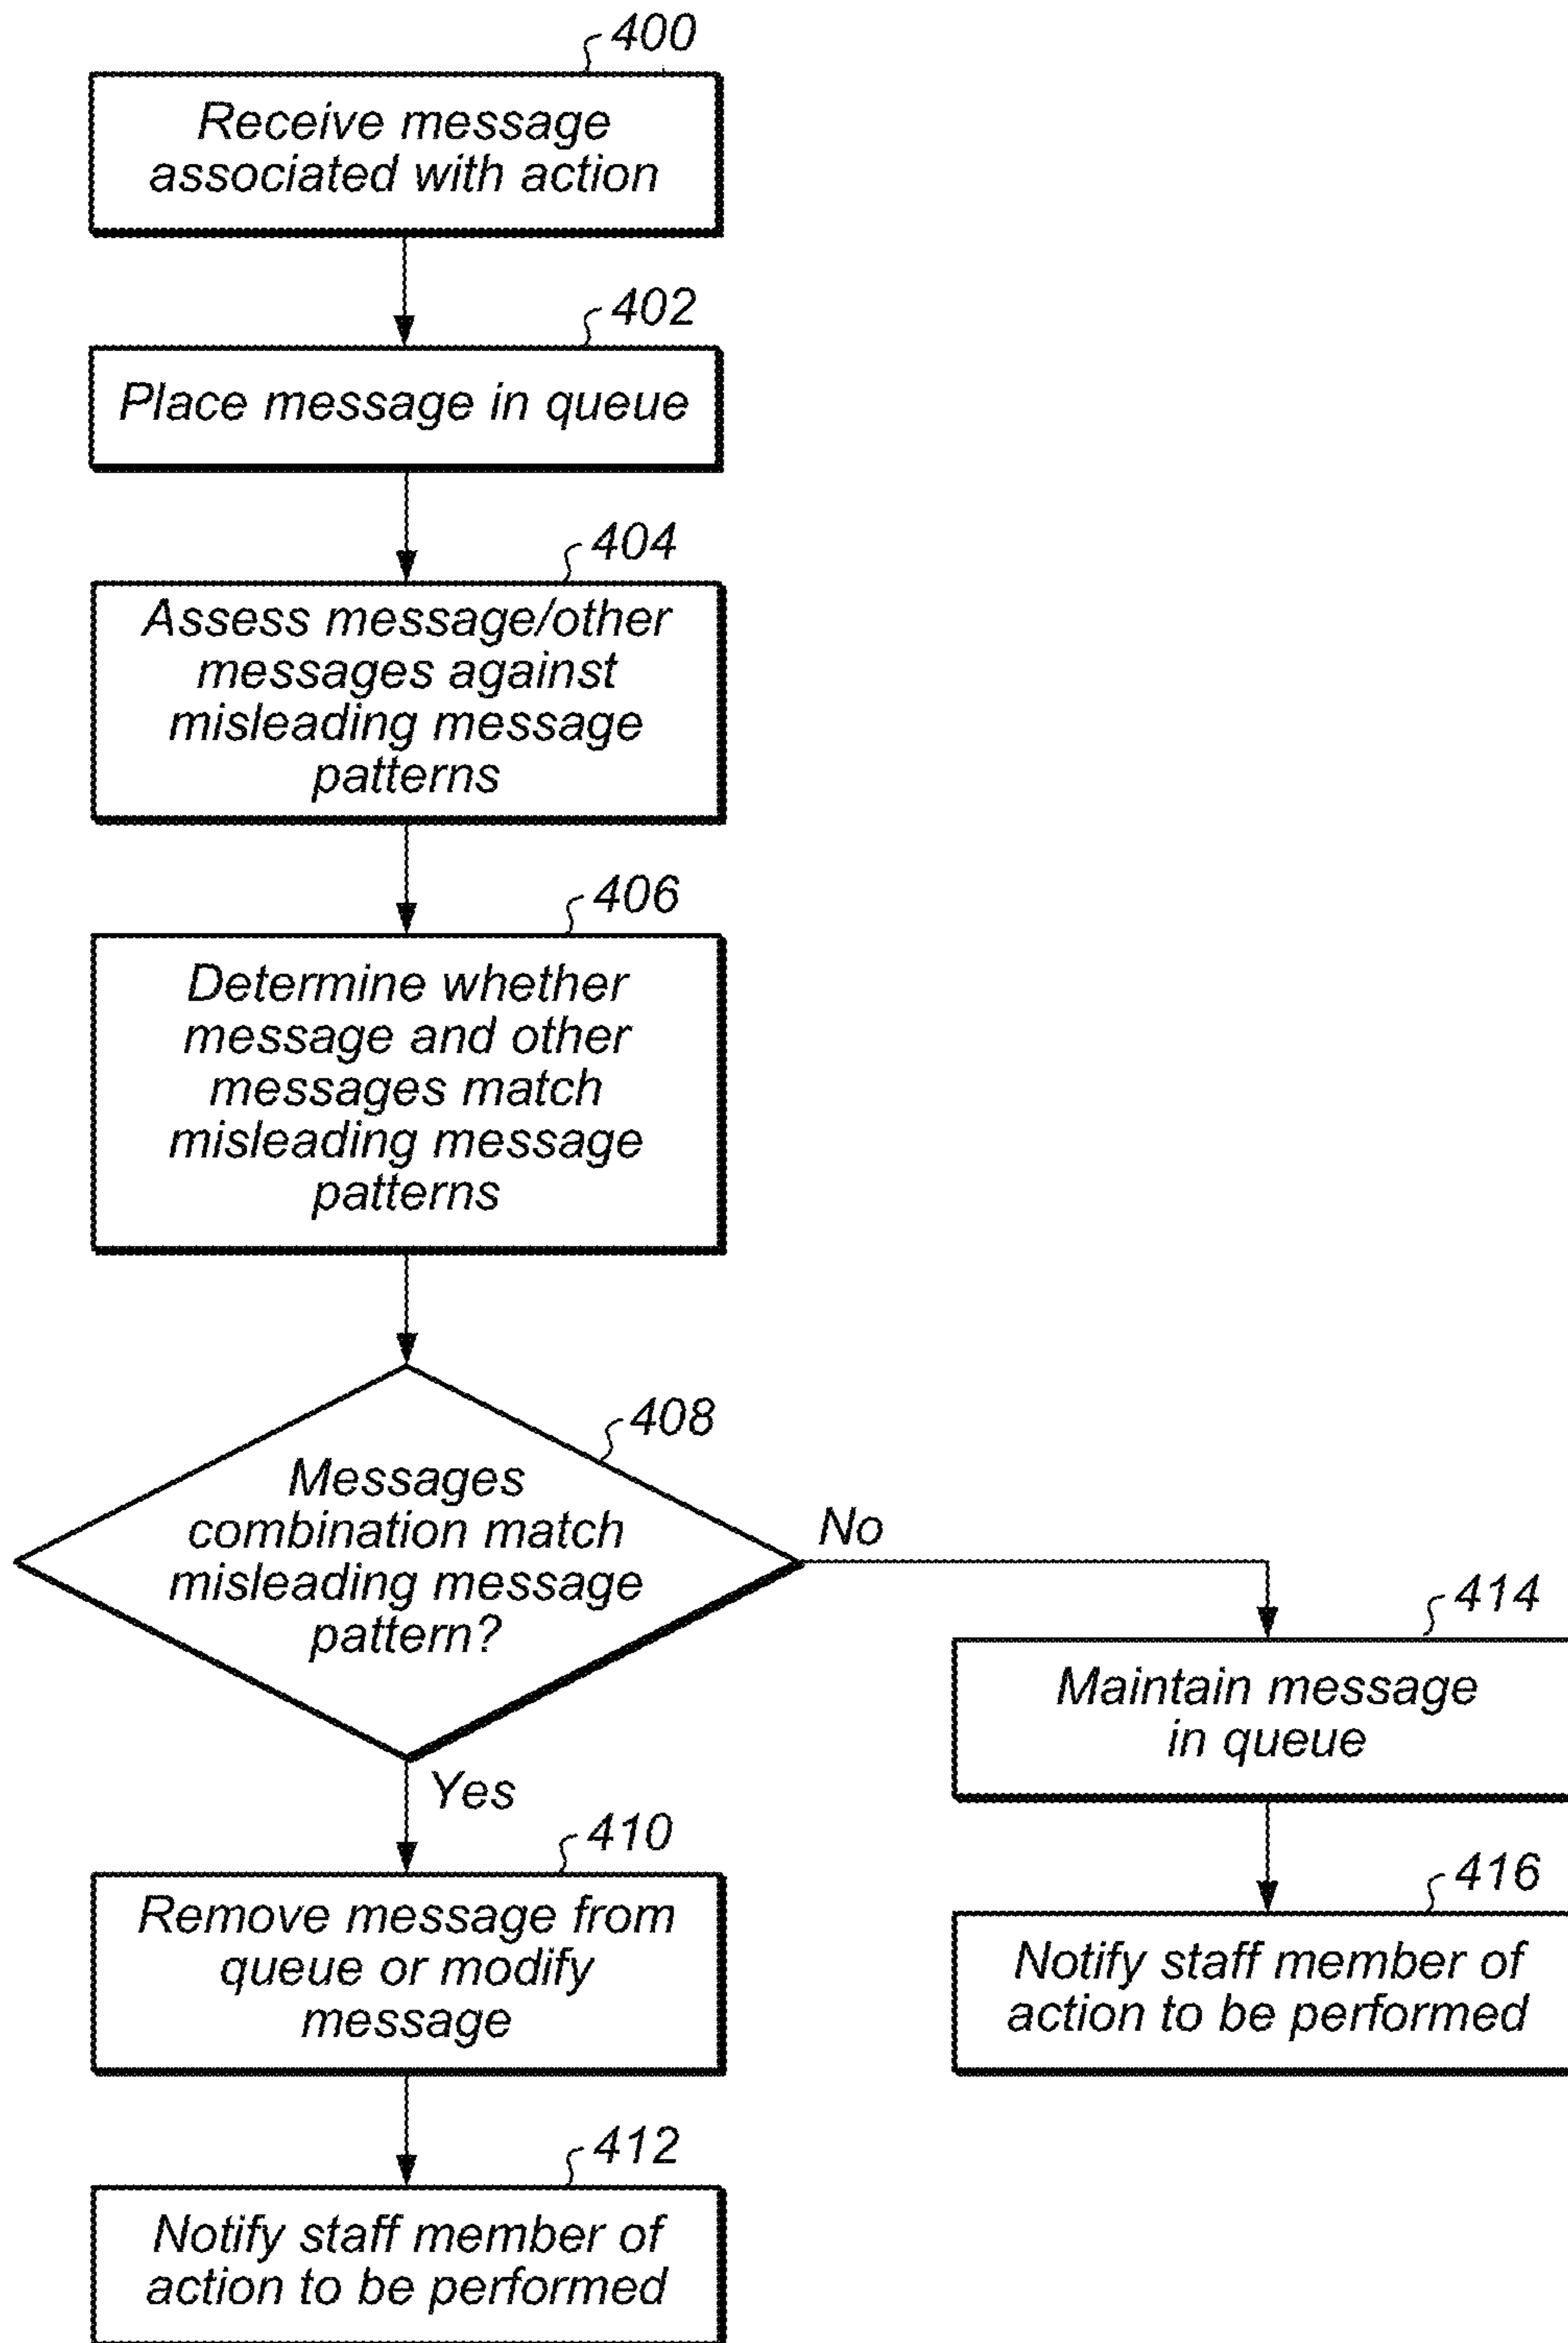 400
Receive message
associated with action
402
Place message in queue
404
Assess message/other
messages against
misleading message
patterns
406
Determine whether
message and other
messages match
misleading message
patterns
408
Messages
combination match
misleading message
pattern?
No
Yes
410
Remove message from
queue or modify
message
412
Notify staff member of
action to be performed
414
Maintain message
in queue
416
Notify staff member of
action to be performed